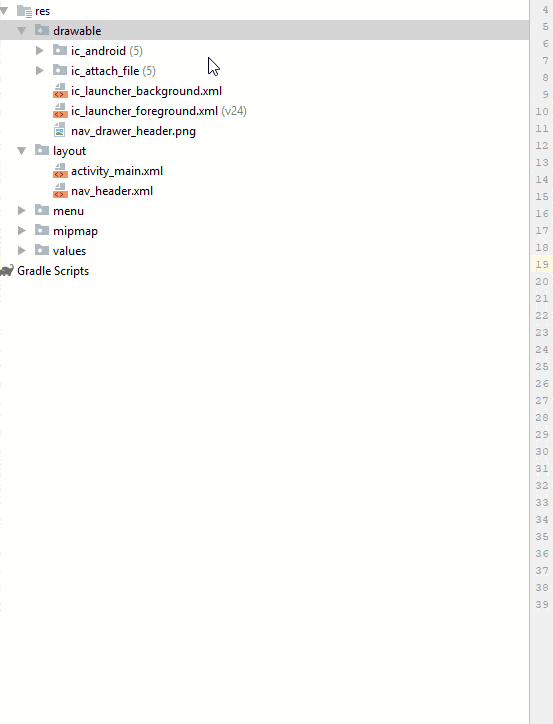 res
drawable
ic_android (5)
ic_attach_file (5)
ic_launcher_background.xml
ic_launcher_foreground.xml (v24)
nav_drawer_header.png
layout
activity_main.xml
nav_header.xml
menu
mipmap
values
Gradle Scripts
4
5
6
7
8
9
10
11
12
13
14
15
16
17
18
19
20
21
22
23
24
25
26
27
28
29
30
31
32
33
34
35
36
37
38
39